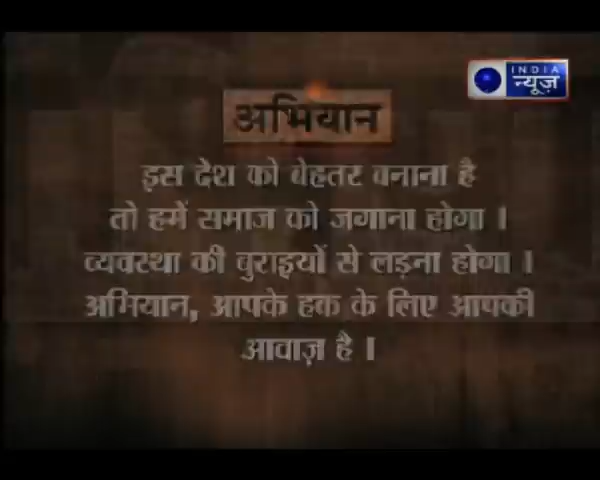 INDIA
न्यूज़
अभियान
इस देश को बेहतर बनाना है
तो हमें समाज को जगाना होगा ।
व्यवस्था की बुराइयों से लड़ना होगा ।
अभियान, आपके हक के लिए आपकी
आवाज़ है ।